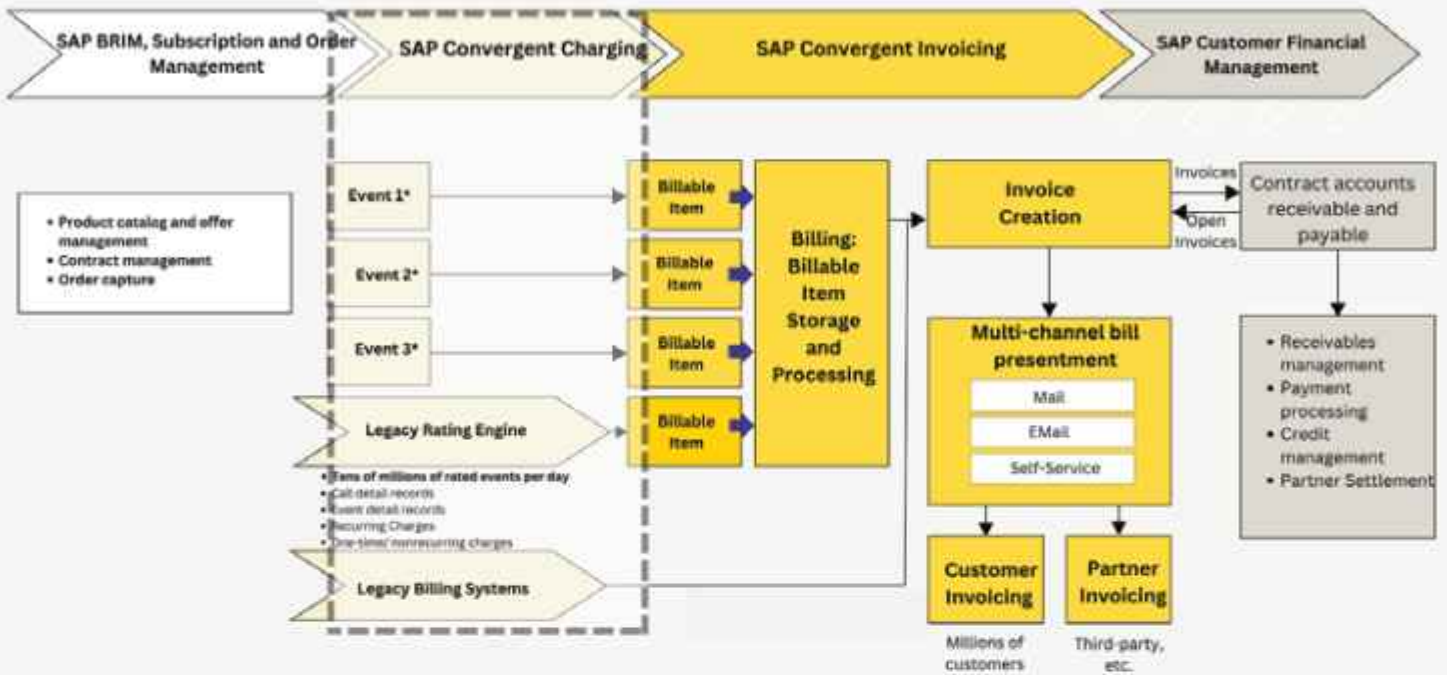 SAP BRIM, Subscription and Order
Management
SAP Convergent Charging
SAP Convergent Invoicing
SAP Customer Financial
Management
• Product catalog and offer
management
• Contract management
• Order capture
Event 1*
Event 2*
Event 3*
Legacy Rating Engine
• Tens of millions of rated events per day
• Call detail records
• Event detail records
• Recurring Charges
• One-time/ nonrecurring charges
Legacy Billing Systems
Billable
Item
Billable
Item
Billable
Item
Billable
Item
Billing:
Billable
Item
Storage
and
Processing
Invoice
Creation
Invoices
Open
Invoices
Contract accounts
receivable and
payable
Multi-channel bill
presentment
Mail
EMail
Self-Service
Customer
Invoicing
Partner
Invoicing
Millions of
customers
Third-party,
etc.
• Receivables
management
• Payment
processing
• Credit
management
• Partner Settlement